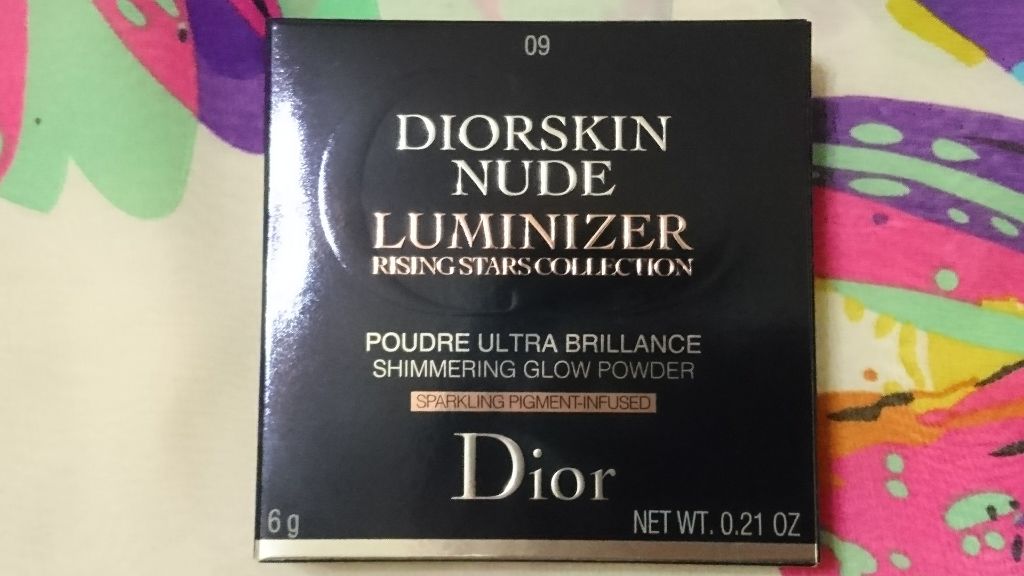 09
DIORSKIN
NUDE
LUMINIZER
RISING STARS COLLECTION
POUDRE ULTRA BRILLANCE
SHIMMERING GLOW POWDER
SPARKLING PIGMENT-INFUSED
Dior
6 g NET WT. 0.21 OZ